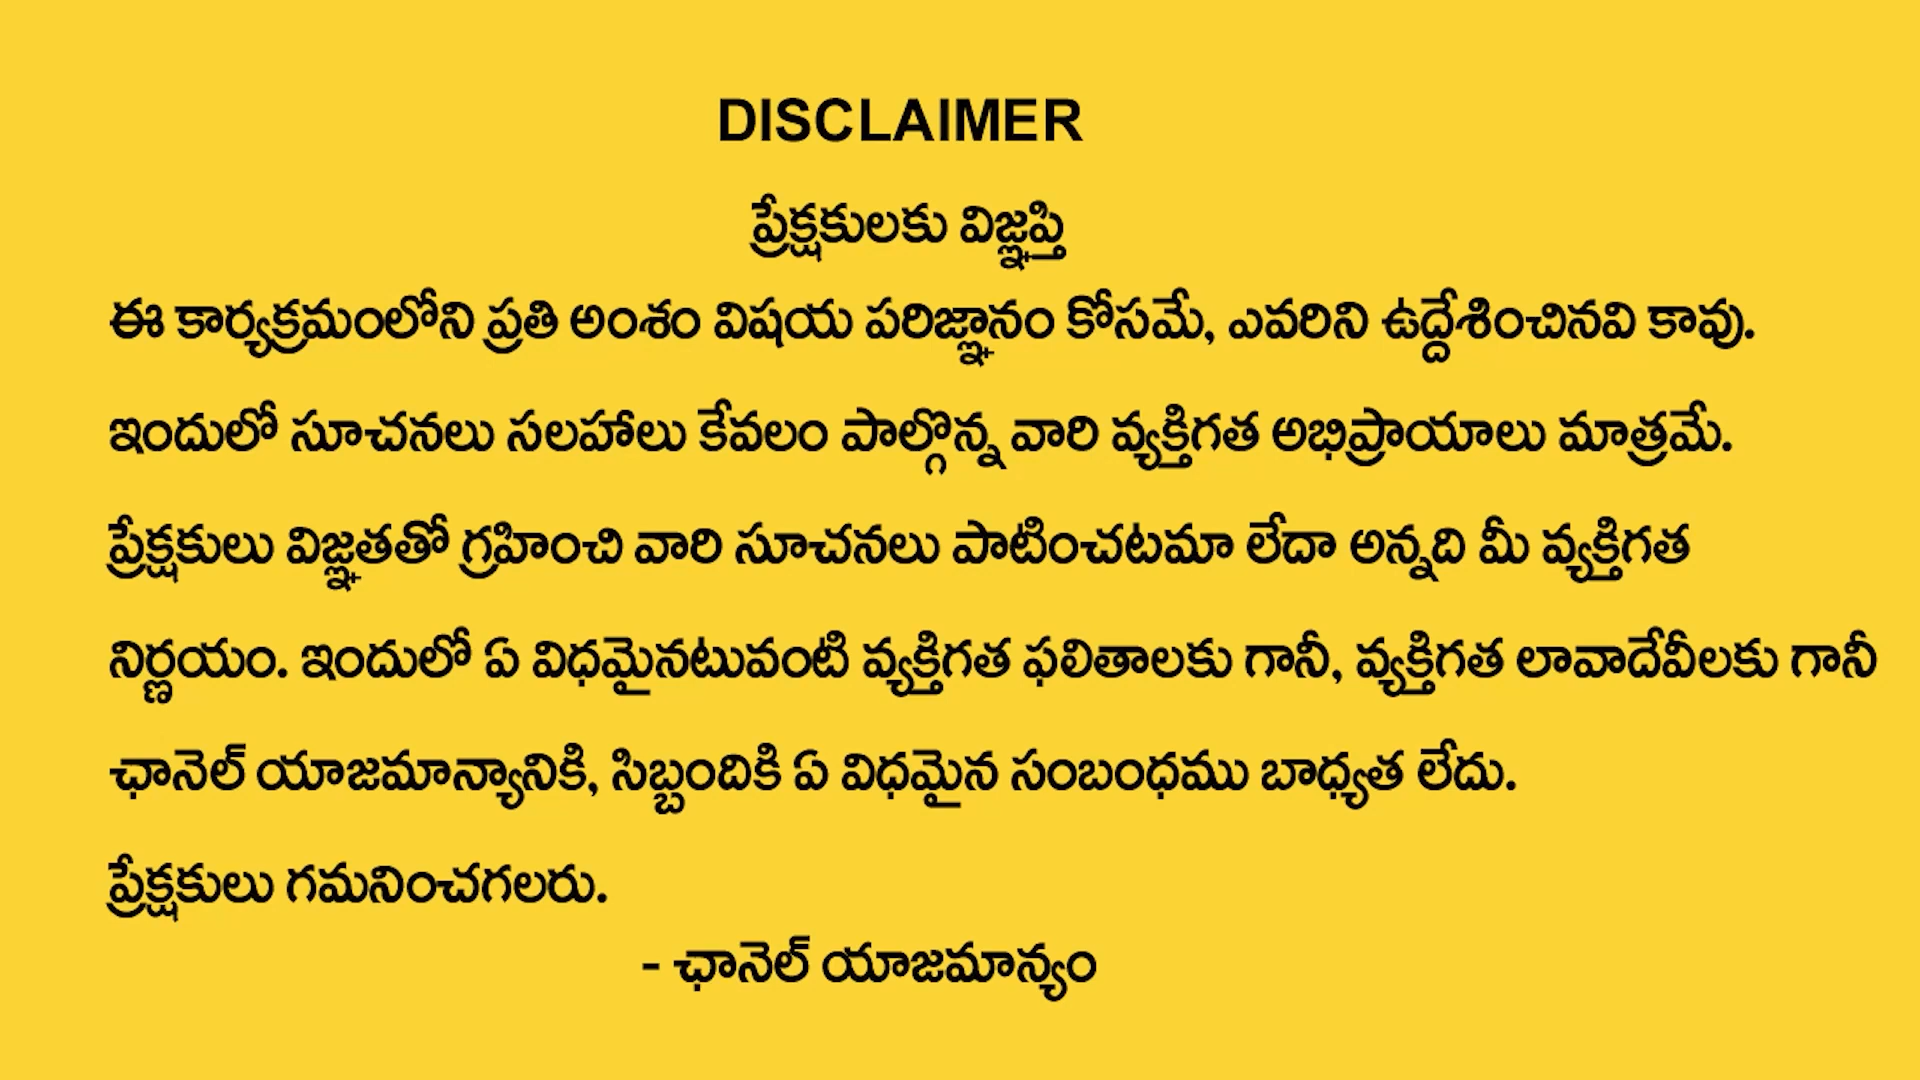 DISCLAIMER
ప్రేక్షకులకు విజ్ఞప్తి
ఈ కార్యక్రమంలోని ప్రతి అంశం విషయ పరిజ్ఞానం కోసమే, ఎవరిని ఉద్దేశించినవి కావు.
ఇందులో సూచనలు సలహాలు కేవలం పాల్గొన్న వారి వ్యక్తిగత అభిప్రాయాలు మాత్రమే.
ప్రేక్షకులు విజ్ఞతతో గ్రహించి వారి సూచనలు పాటించటమా లేదా అన్నది మీ వ్యక్తిగత
నిర్ణయం. ఇందులో ఏ విధమైనటువంటి వ్యక్తిగత ఫలితాలకు గానీ, వ్యక్తిగత లావాదేవీలకు గానీ
ఛానెల్ యాజమాన్యానికి, సిబ్బందికి ఏ విధమైన సంబంధము బాధ్యత లేదు.
ప్రేక్షకులు గమనించగలరు.
- ఛానెల్ యాజమాన్యం